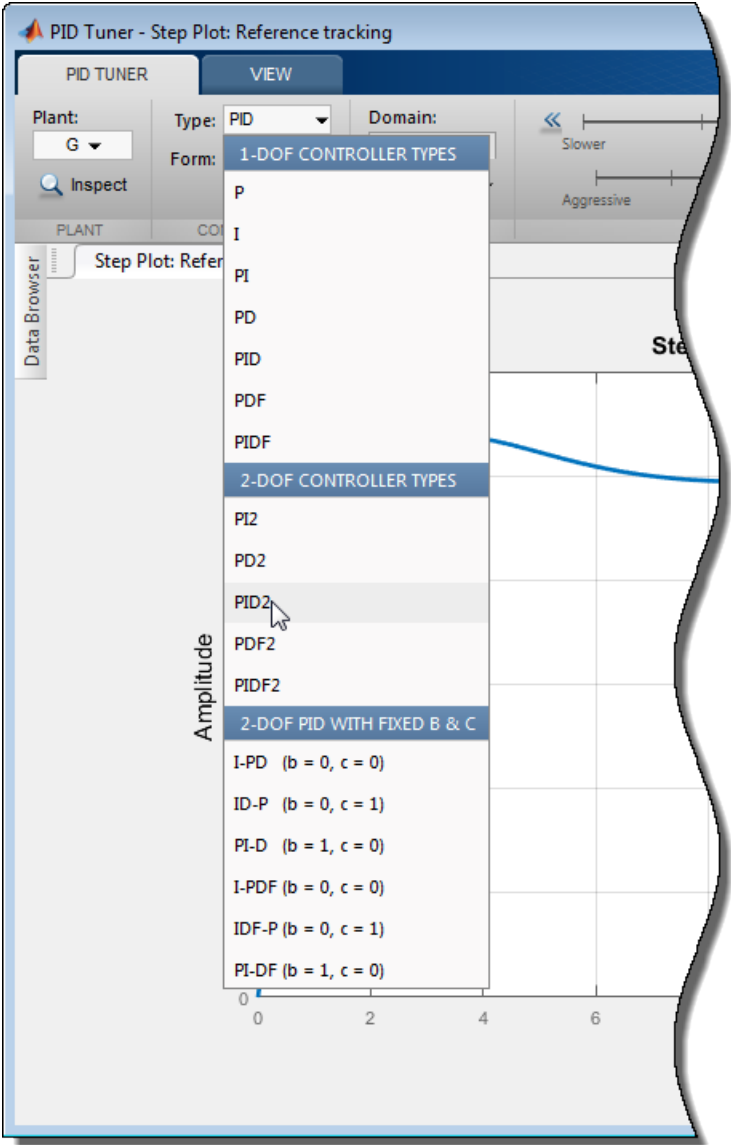 PID Tuner - Step Plot: Reference tracking
PID TUNER VIEW
Plant: Type: PID Domain:
G Form: Slower
Inspect Aggressive
PLANT
Step Plot: Refer
Data Browser
1-DOF CONTROLLER TYPES
P
I
PI
PD
PID
PDF
PIDF
2-DOF CONTROLLER TYPES
PI2
PD2
PID2
PDF2
PIDF2
2-DOF PID WITH FIXED B & C
I-PD (b = 0, c = 0)
ID-P (b = 0, c = 1)
PI-D (b = 1, c = 0)
I-PDF (b = 0, c = 0)
IDF-P (b = 0, c = 1)
PI-DF (b = 1, c = 0)
Ste
Amplitude
0
0 2 4 6